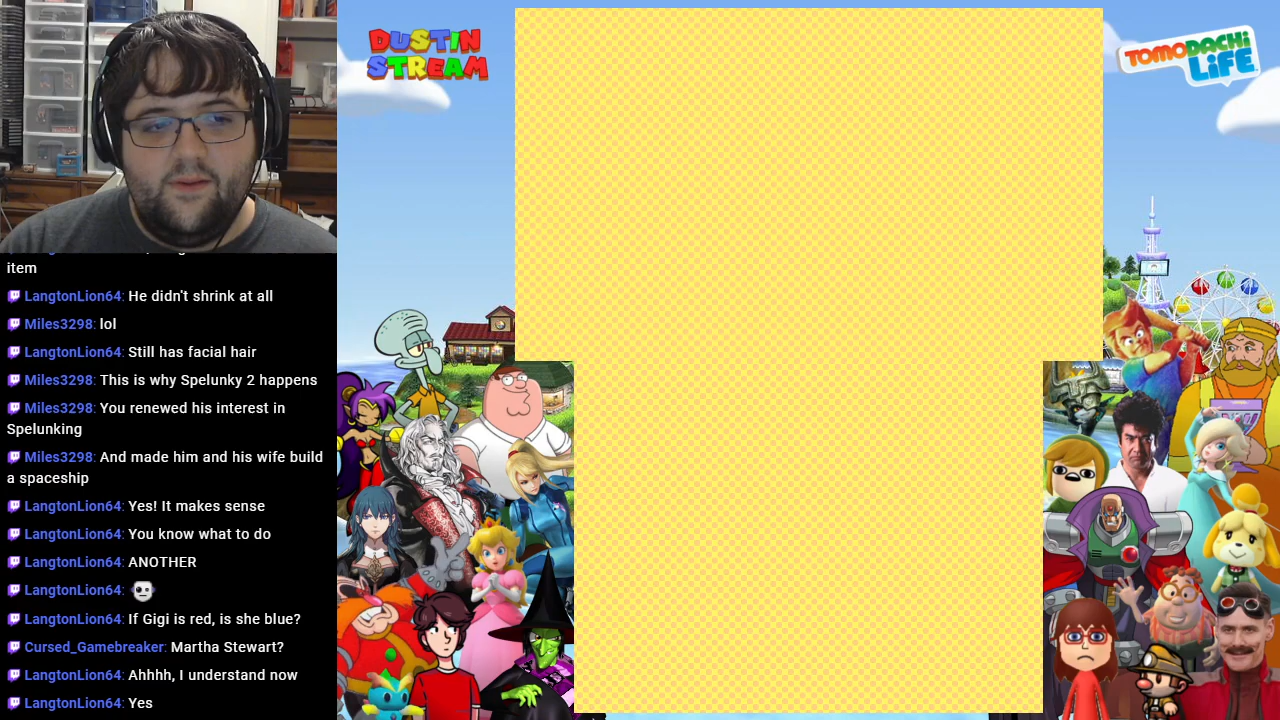 DUSTIN
STREAM
TOMODACHI
LiFE
item
LangtonLion64: He didn't shrink at all
Miles3298: lol
LangtonLion64: Still has facial hair
Miles3298: This is why Spelunky 2 happens
Miles3298: You renewed his interest in
Spelunking
Miles3298: And made him and his wife build
a spaceship
LangtonLion64: Yes! It makes sense
LangtonLion64: You know what to do
LangtonLion64: ANOTHER
LangtonLion64:
LangtonLion64: If Gigi is red, is she blue?
Cursed_Gamebreaker: Martha Stewart?
LangtonLion64: Ahhhh, I understand now
LangtonLion64: Yes